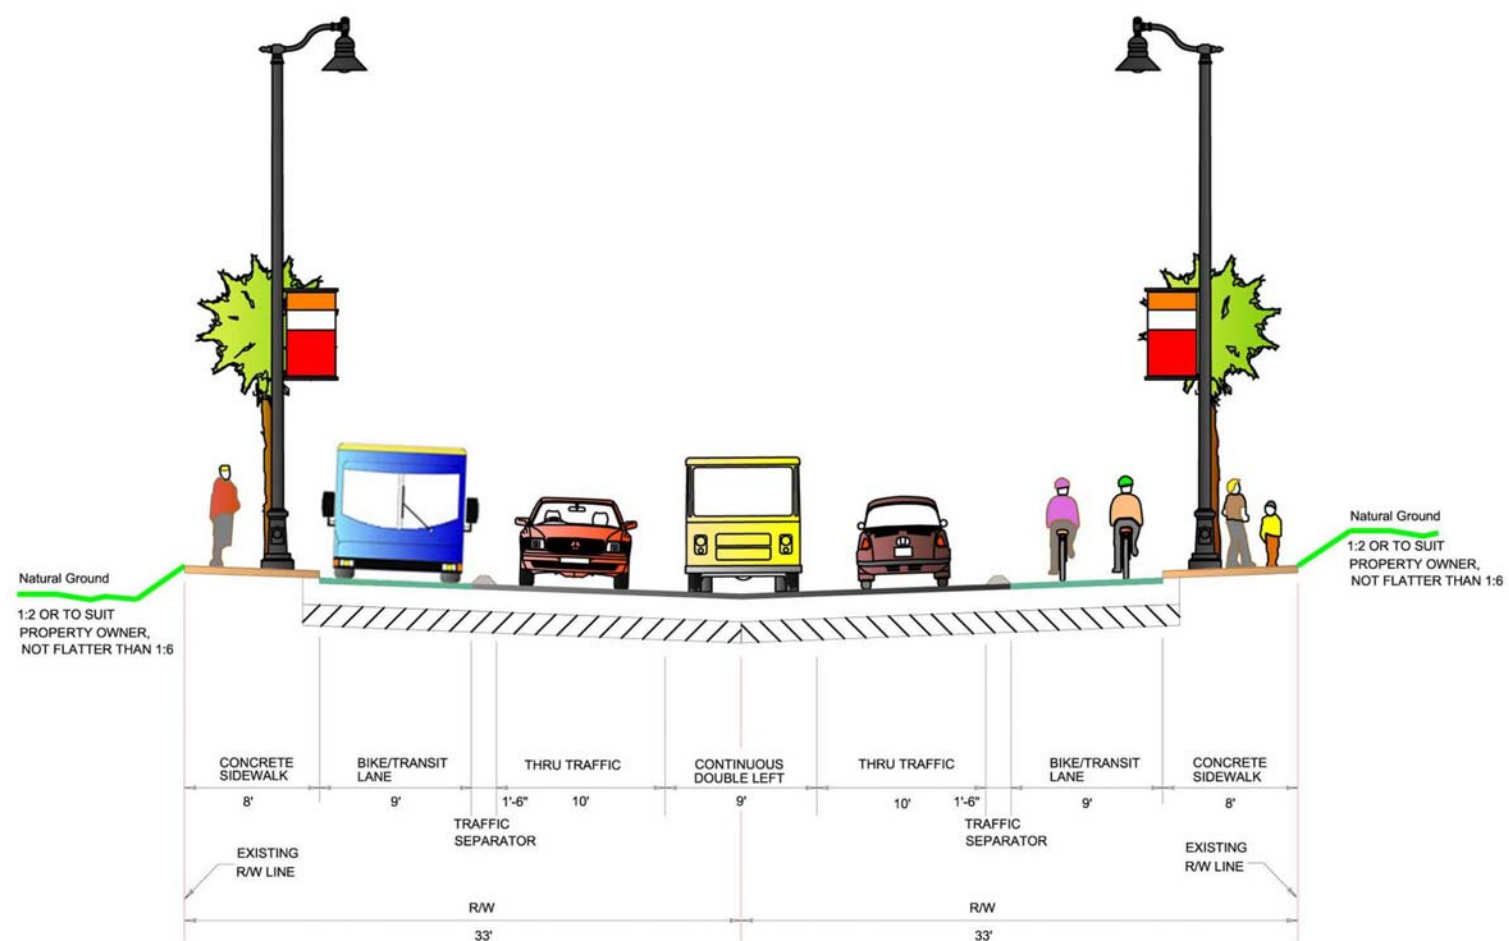 Natural Ground
1:2 OR TO SUIT
PROPERTY OWNER,
NOT FLATTER THAN 1:6
Natural Ground
1:2 OR TO SUIT
PROPERTY OWNER,
NOT FLATTER THAN 1:6
CONCRETE
SIDEWALK
BIKE/TRANSIT
LANE
THRU TRAFFIC
CONTINUOUS
DOUBLE LEFT
THRU TRAFFIC
BIKE/TRANSIT
LANE
CONCRETE
SIDEWALK
8'
9'
1'-6"
10'
9'
10'
1'-6"
9'
8'
TRAFFIC
SEPARATOR
TRAFFIC
SEPARATOR
EXISTING
R/W LINE
EXISTING
R/W LINE
R/W
33'
R/W
33'